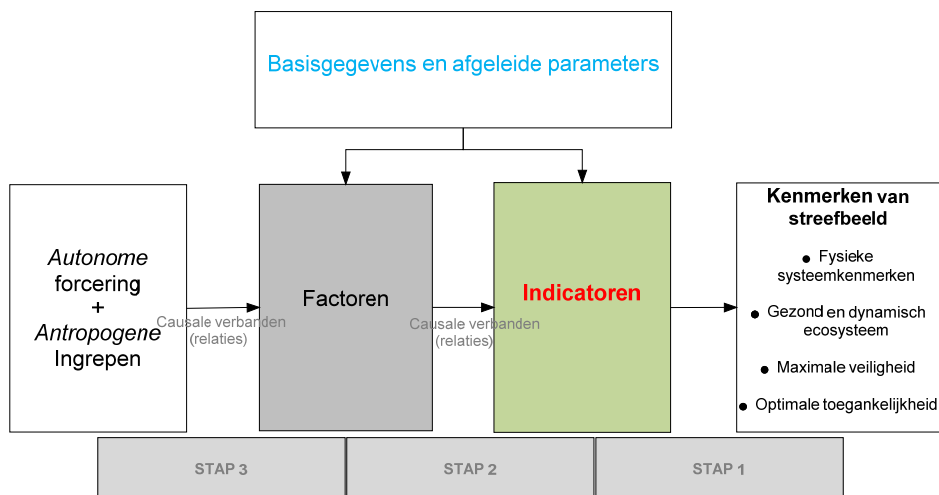 Basisgegevens en afgeleide parameters
Autonome
forcering
+
Antropogene
Ingrepen
Causale verbanden
(relaties)
Factoren
Causale verbanden
(relaties)
Indicatoren
Kenmerken van
streefbeeld
● Fysieke
systeemkenmerken
● Gezond en dynamisch
ecosysteem
● Maximale veiligheid
● Optimale toegankelijkheid
STAP 3
STAP 2
STAP 1